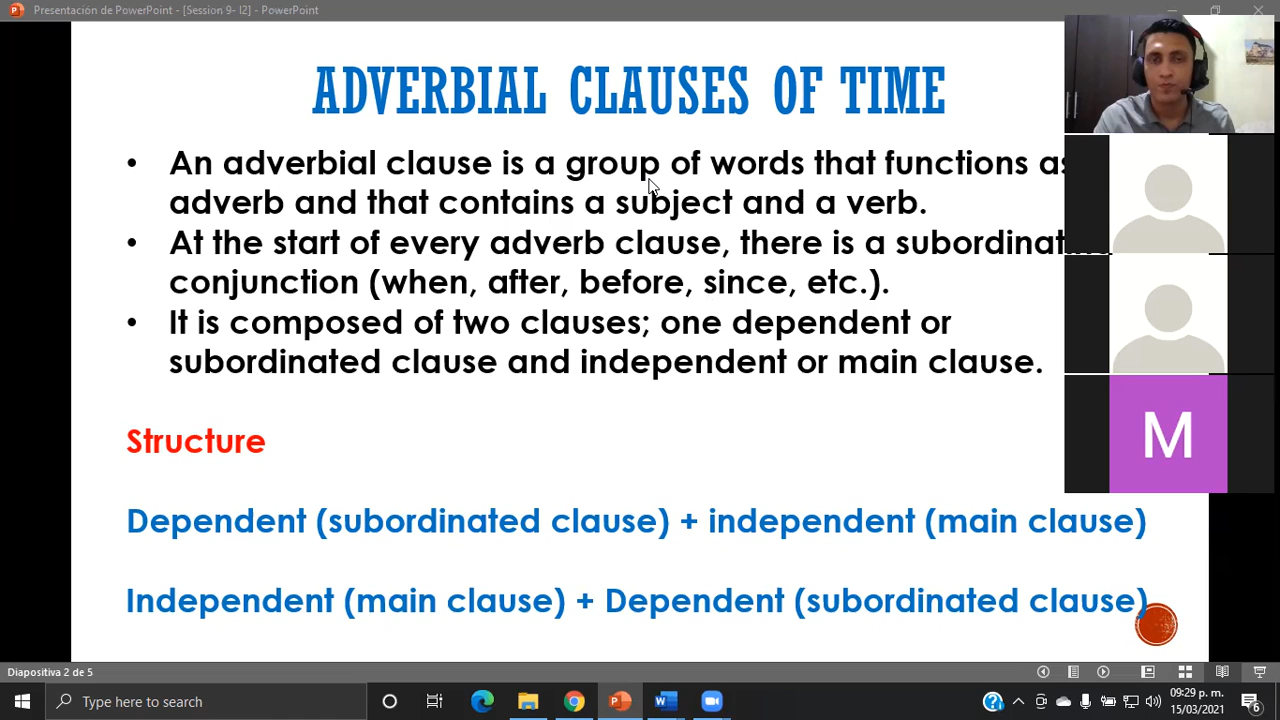 Presentación de PowerPoint - [Session 9- I2] - PowerPoint
ADVERBIAL CLAUSES OF TIME
• An adverbial clause is a group of words that functions as
adverb and that contains a subject and a verb.
• At the start of every adverb clause, there is a
conjunction (when, after, before, since, etc.).
• It is composed of two clauses; one dependent or
subordinated clause and independent or main clause.
M
Structure
Dependent (subordinated clause) + independent (main clause)
Independent (main clause) + Dependent (subordinated clause)
Diapositiva 2 de 5
Type here to search
09:29 p. m.
15/03/2021
6